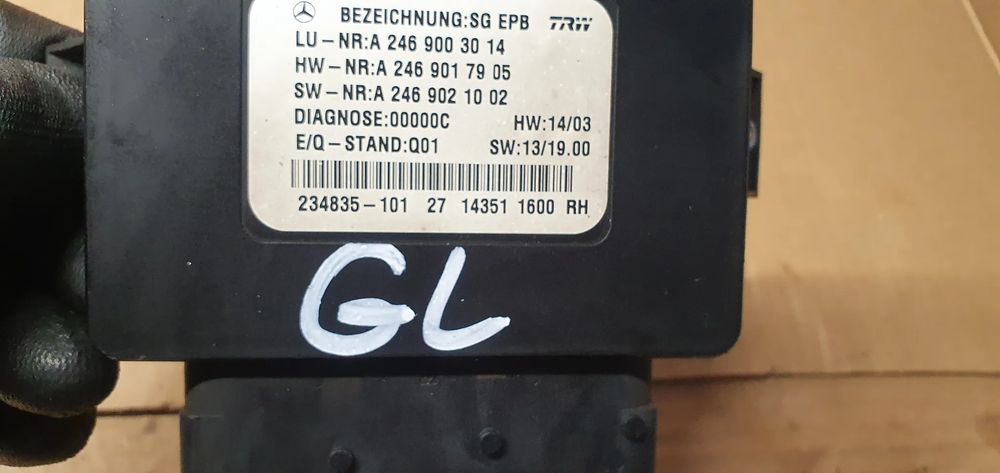 BEZEICHNUNG:SG EPB TRW
LU-NR:A 246 900 30 14
HW-NR:A 246 901 79 05
SW-NR:A 246 902 10 02
DIAGNOSE:00000C HW:14/03
E/Q-STAND:Q01 SW:13/19.00
234835-101 27 14351 1600 RH
GL